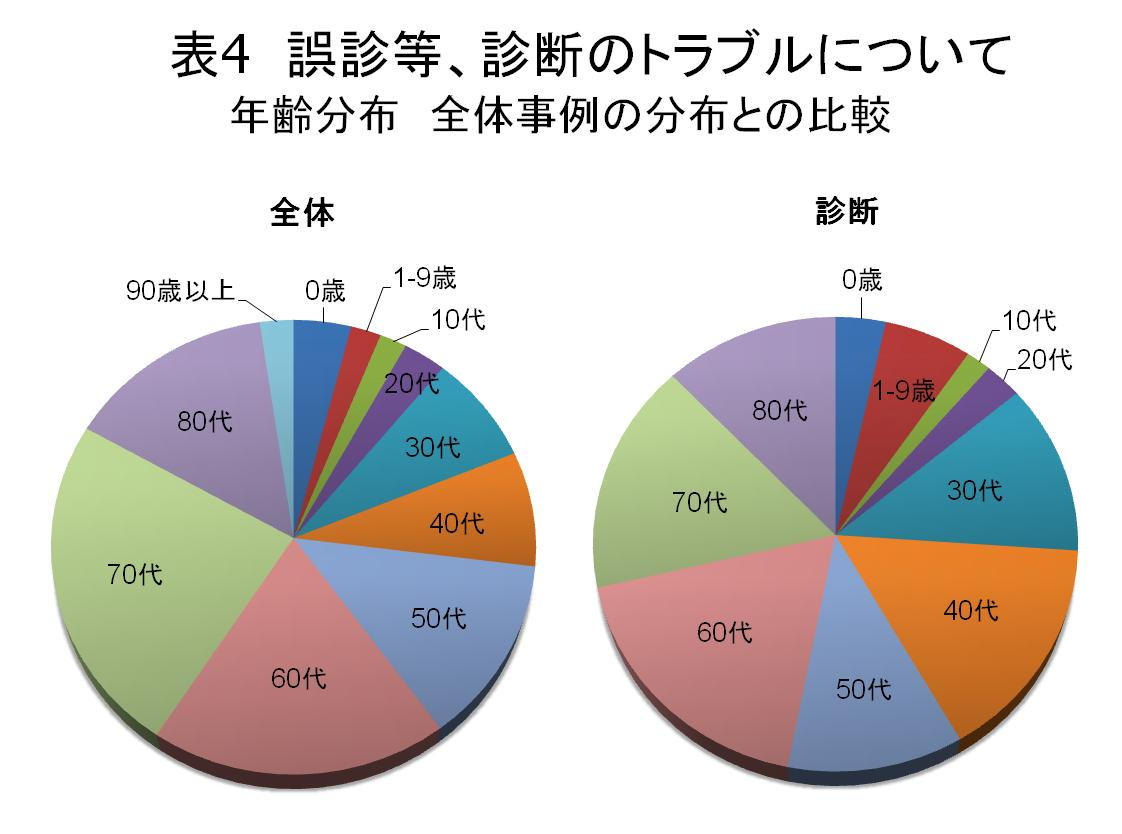 表4　誤診等、診断のトラブルについて
年齢分布　全体事例の分布との比較
全体
90歳以上
0歳
1-9歳
10代
20代
30代
40代
50代
60代
70代
80代
診断
0歳
1-9歳
10代
20代
30代
40代
50代
60代
70代
80代